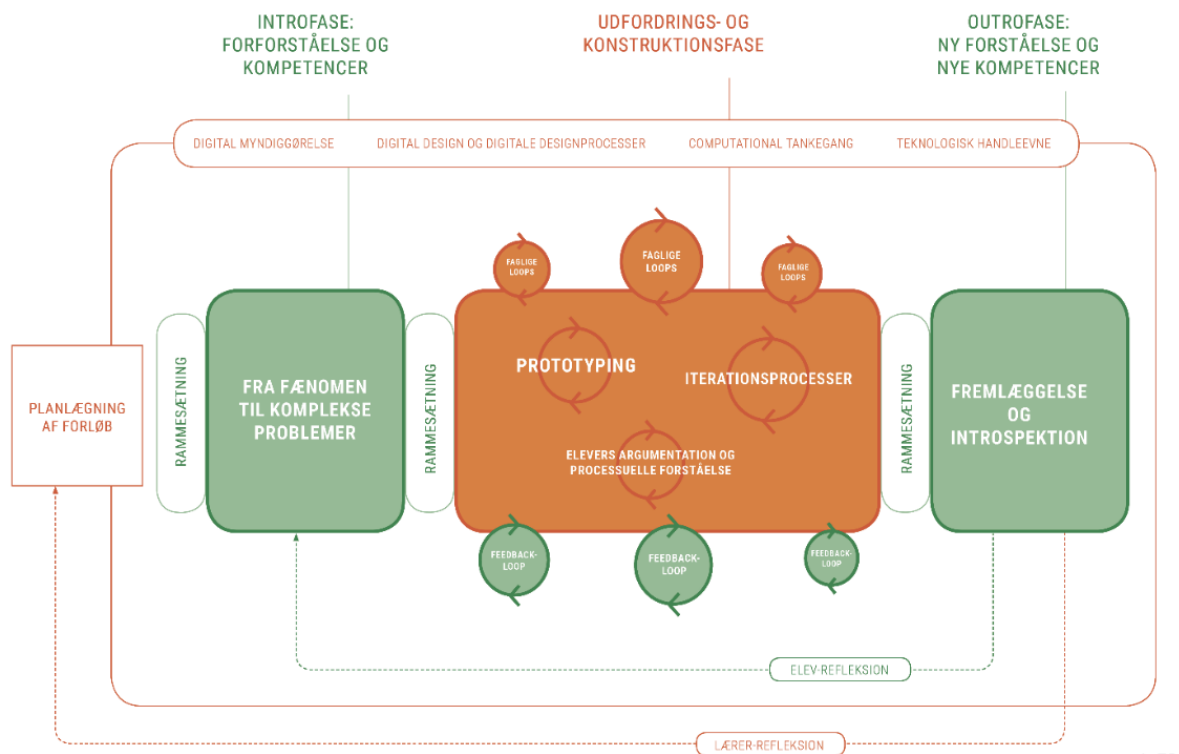 INTROFASE:
FORFORSTÅELSE OG
KOMPETENCER
UDFORDRINGS- OG
KONSTRUKTIONSFASE
OUTROFASE:
NY FORSTÅELSE OG
NYE KOMPETENCER
DIGITAL MYNDIGGØRELSE
DIGITAL DESIGN OG DIGITALE DESIGNPROCESSER
COMPUTATIONAL TANKEGANG
TEKNOLOGISK HANDLEEVNE
FAGLIGE
LOOPS
FAGLIGE
LOOPS
FAGLIGE
LOOPS
PLANLÆGNING
AF FORLØB
RAMMESÆTNING
FRA FÆNOMEN
TIL KOMPLEKSE
PROBLEMER
RAMMESÆTNING
PROTOTYPING
ITERATIONSPROCESSER
ELEVERS ARGUMENTATION OG
PROCESSUELLE FORSTÅELSE
RAMMESÆTNING
FREMLÆGGELSE
OG
INTROSPEKTION
FEEDBACK-
LOOP
FEEDBACK-
LOOP
FEEDBACK-
LOOP
ELEV-REFLEKSION
LÆRER-REFLEKSION